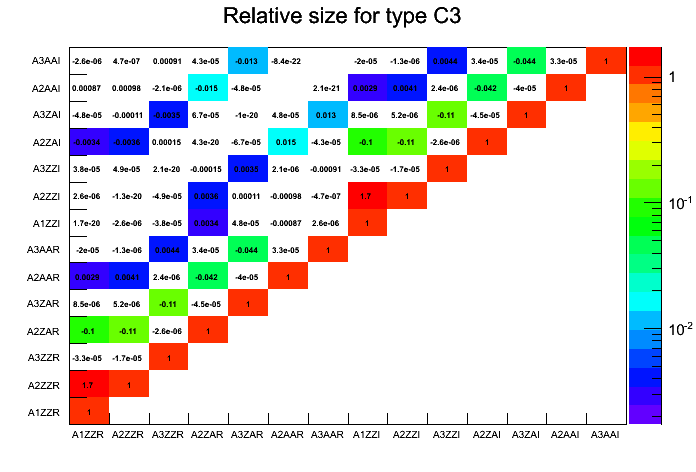 Relative size for type C3
A3AAI -2.6e-06 4.7e-07 0.00091 4.3e-05 -0.013 -8.4e-22 -2e-05 -1.3e-06 0.0044 3.4e-05 -0.044 3.3e-05 1
A2AAI 0.00087 0.00098 -2.1e-06 -0.015 -4.8e-05 2.1e-21 0.0029 0.0041 2.4e-06 -0.042 -4e-05 1
A3ZAI -4.8e-05 -0.00011 -0.0035 6.7e-05 -1e-20 4.8e-05 0.013 8.5e-06 5.2e-06 -0.11 -4.5e-05 1
A2ZAI -0.0034 -0.0036 0.00015 4.3e-20 -6.7e-05 0.015 -4.3e-05 -0.1 -0.11 -2.6e-06 1
A3ZZI 3.8e-05 4.9e-05 2.1e-20 -0.00015 0.0035 2.1e-06 -0.00091 -3.3e-05 -1.7e-05 1
A2ZZI 2.6e-06 -1.3e-20 -4.9e-05 0.0036 0.00011 -0.00098 -4.7e-07 1.7 1
A1ZZI 1.7e-20 -2.6e-06 -3.8e-05 0.0034 4.8e-05 -0.00087 2.6e-06 1
A3AAR -2e-05 -1.3e-06 0.0044 3.4e-05 -0.044 3.3e-05 1
A2AAR 0.0029 0.0041 2.4e-06 -0.042 -4e-05 1
A3ZAR 8.5e-06 5.2e-06 -0.11 -4.5e-05 1
A2ZAR -0.1 -0.11 -2.6e-06 1
A3ZZR -3.3e-05 -1.7e-05 1
A2ZZR 1.7 1
A1ZZR 1
A1ZZR A2ZZR A3ZZR A2ZAR A3ZAR A2AAR A3AAR A1ZZI A2ZZI A3ZZI A2ZAI A3ZAI A2AAI A3AAI
1
10⁻¹
10⁻²